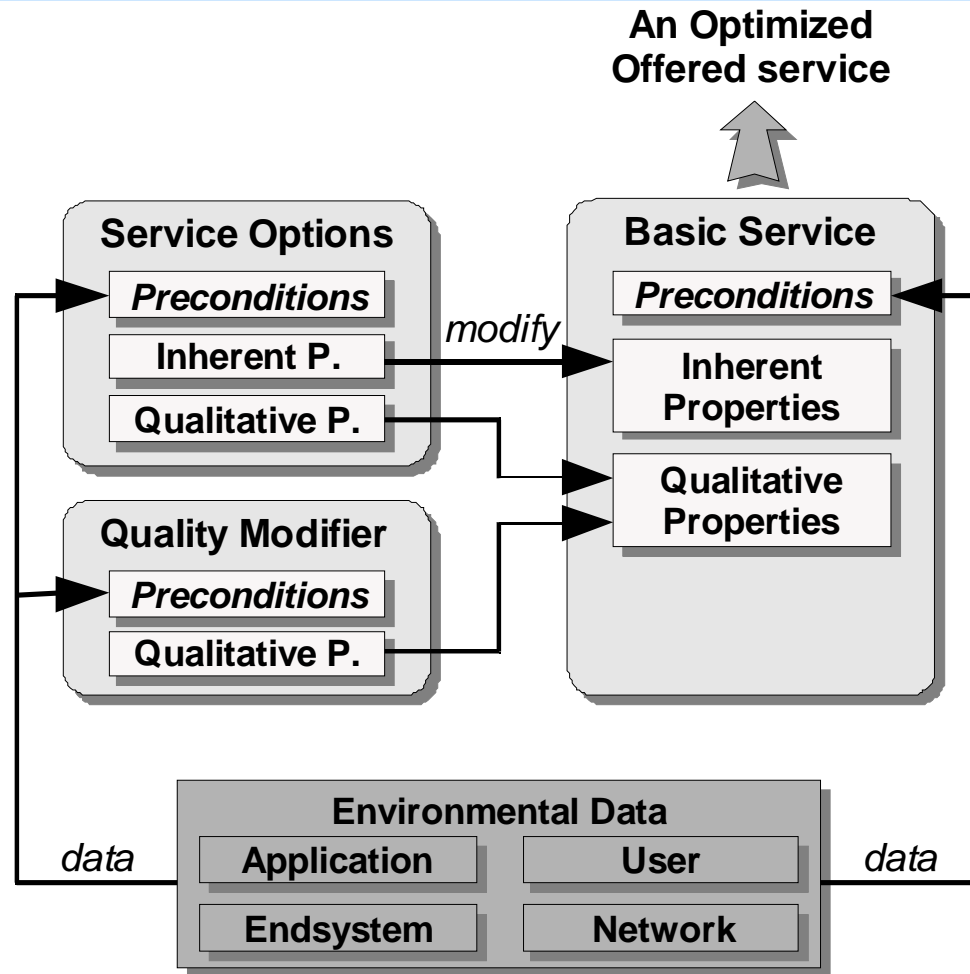 An Optimized
Offered service
Service Options
Preconditions
Inherent P.
Qualitative P.
modify
Basic Service
Preconditions
Inherent
Properties
Qualitative
Properties
Quality Modifier
Preconditions
Qualitative P.
data
Environmental Data
Application
User
Endsystem
Network
data